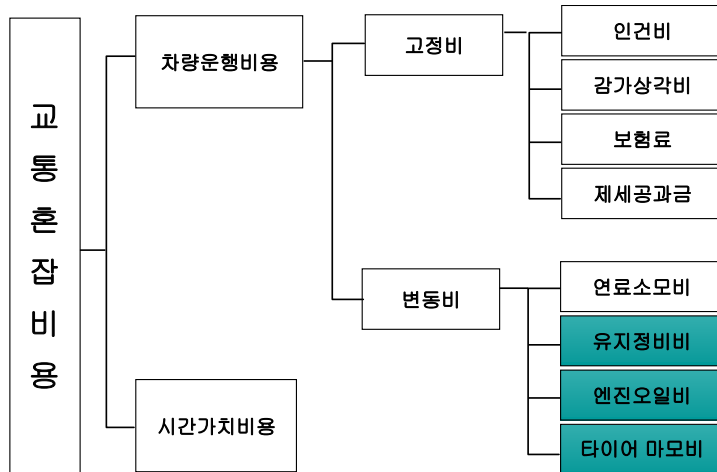 교통혼잡비용
차량운행비용
고정비
인건비
감가상각비
보험료
제세공과금
변동비
연료소모비
유지정비비
엔진오일비
타이어 마모비
시간가치비용